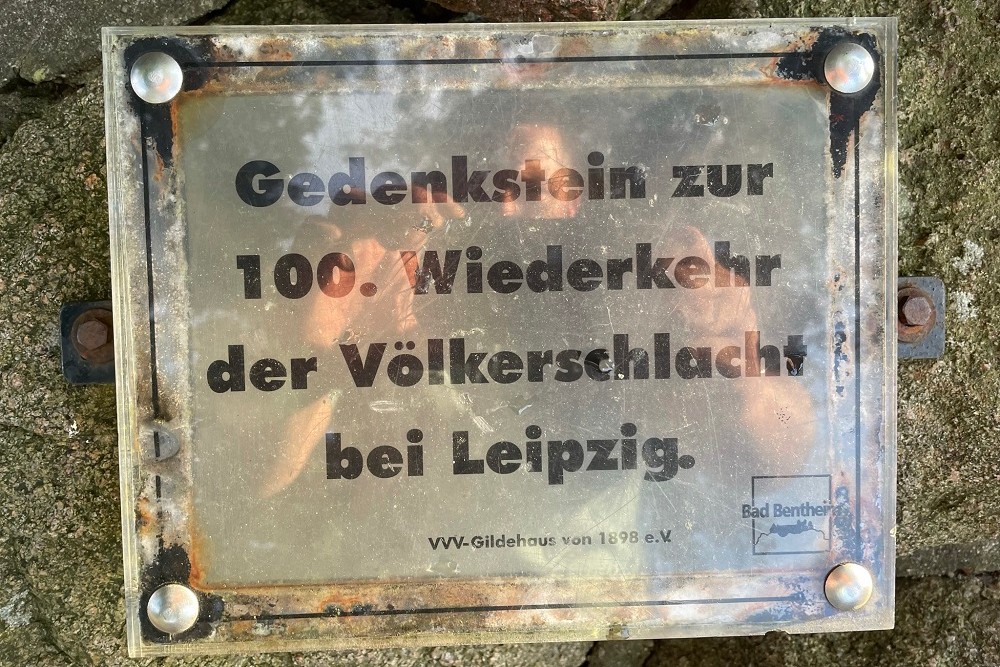 Gedenkstein zur
100. Wiederkehr
der Völkerschlacht
bei Leipzig.
VVV-Gildehaus von 1898 e.V.
Bad Bentheim